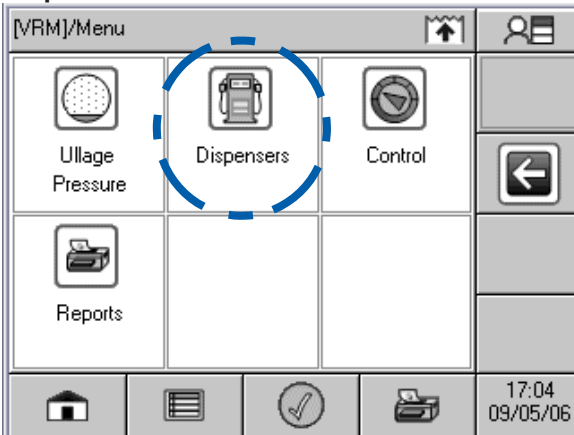 [VRM]/Menu
Ullage
Pressure
Dispensers
Control
Reports
17:04
09/05/06